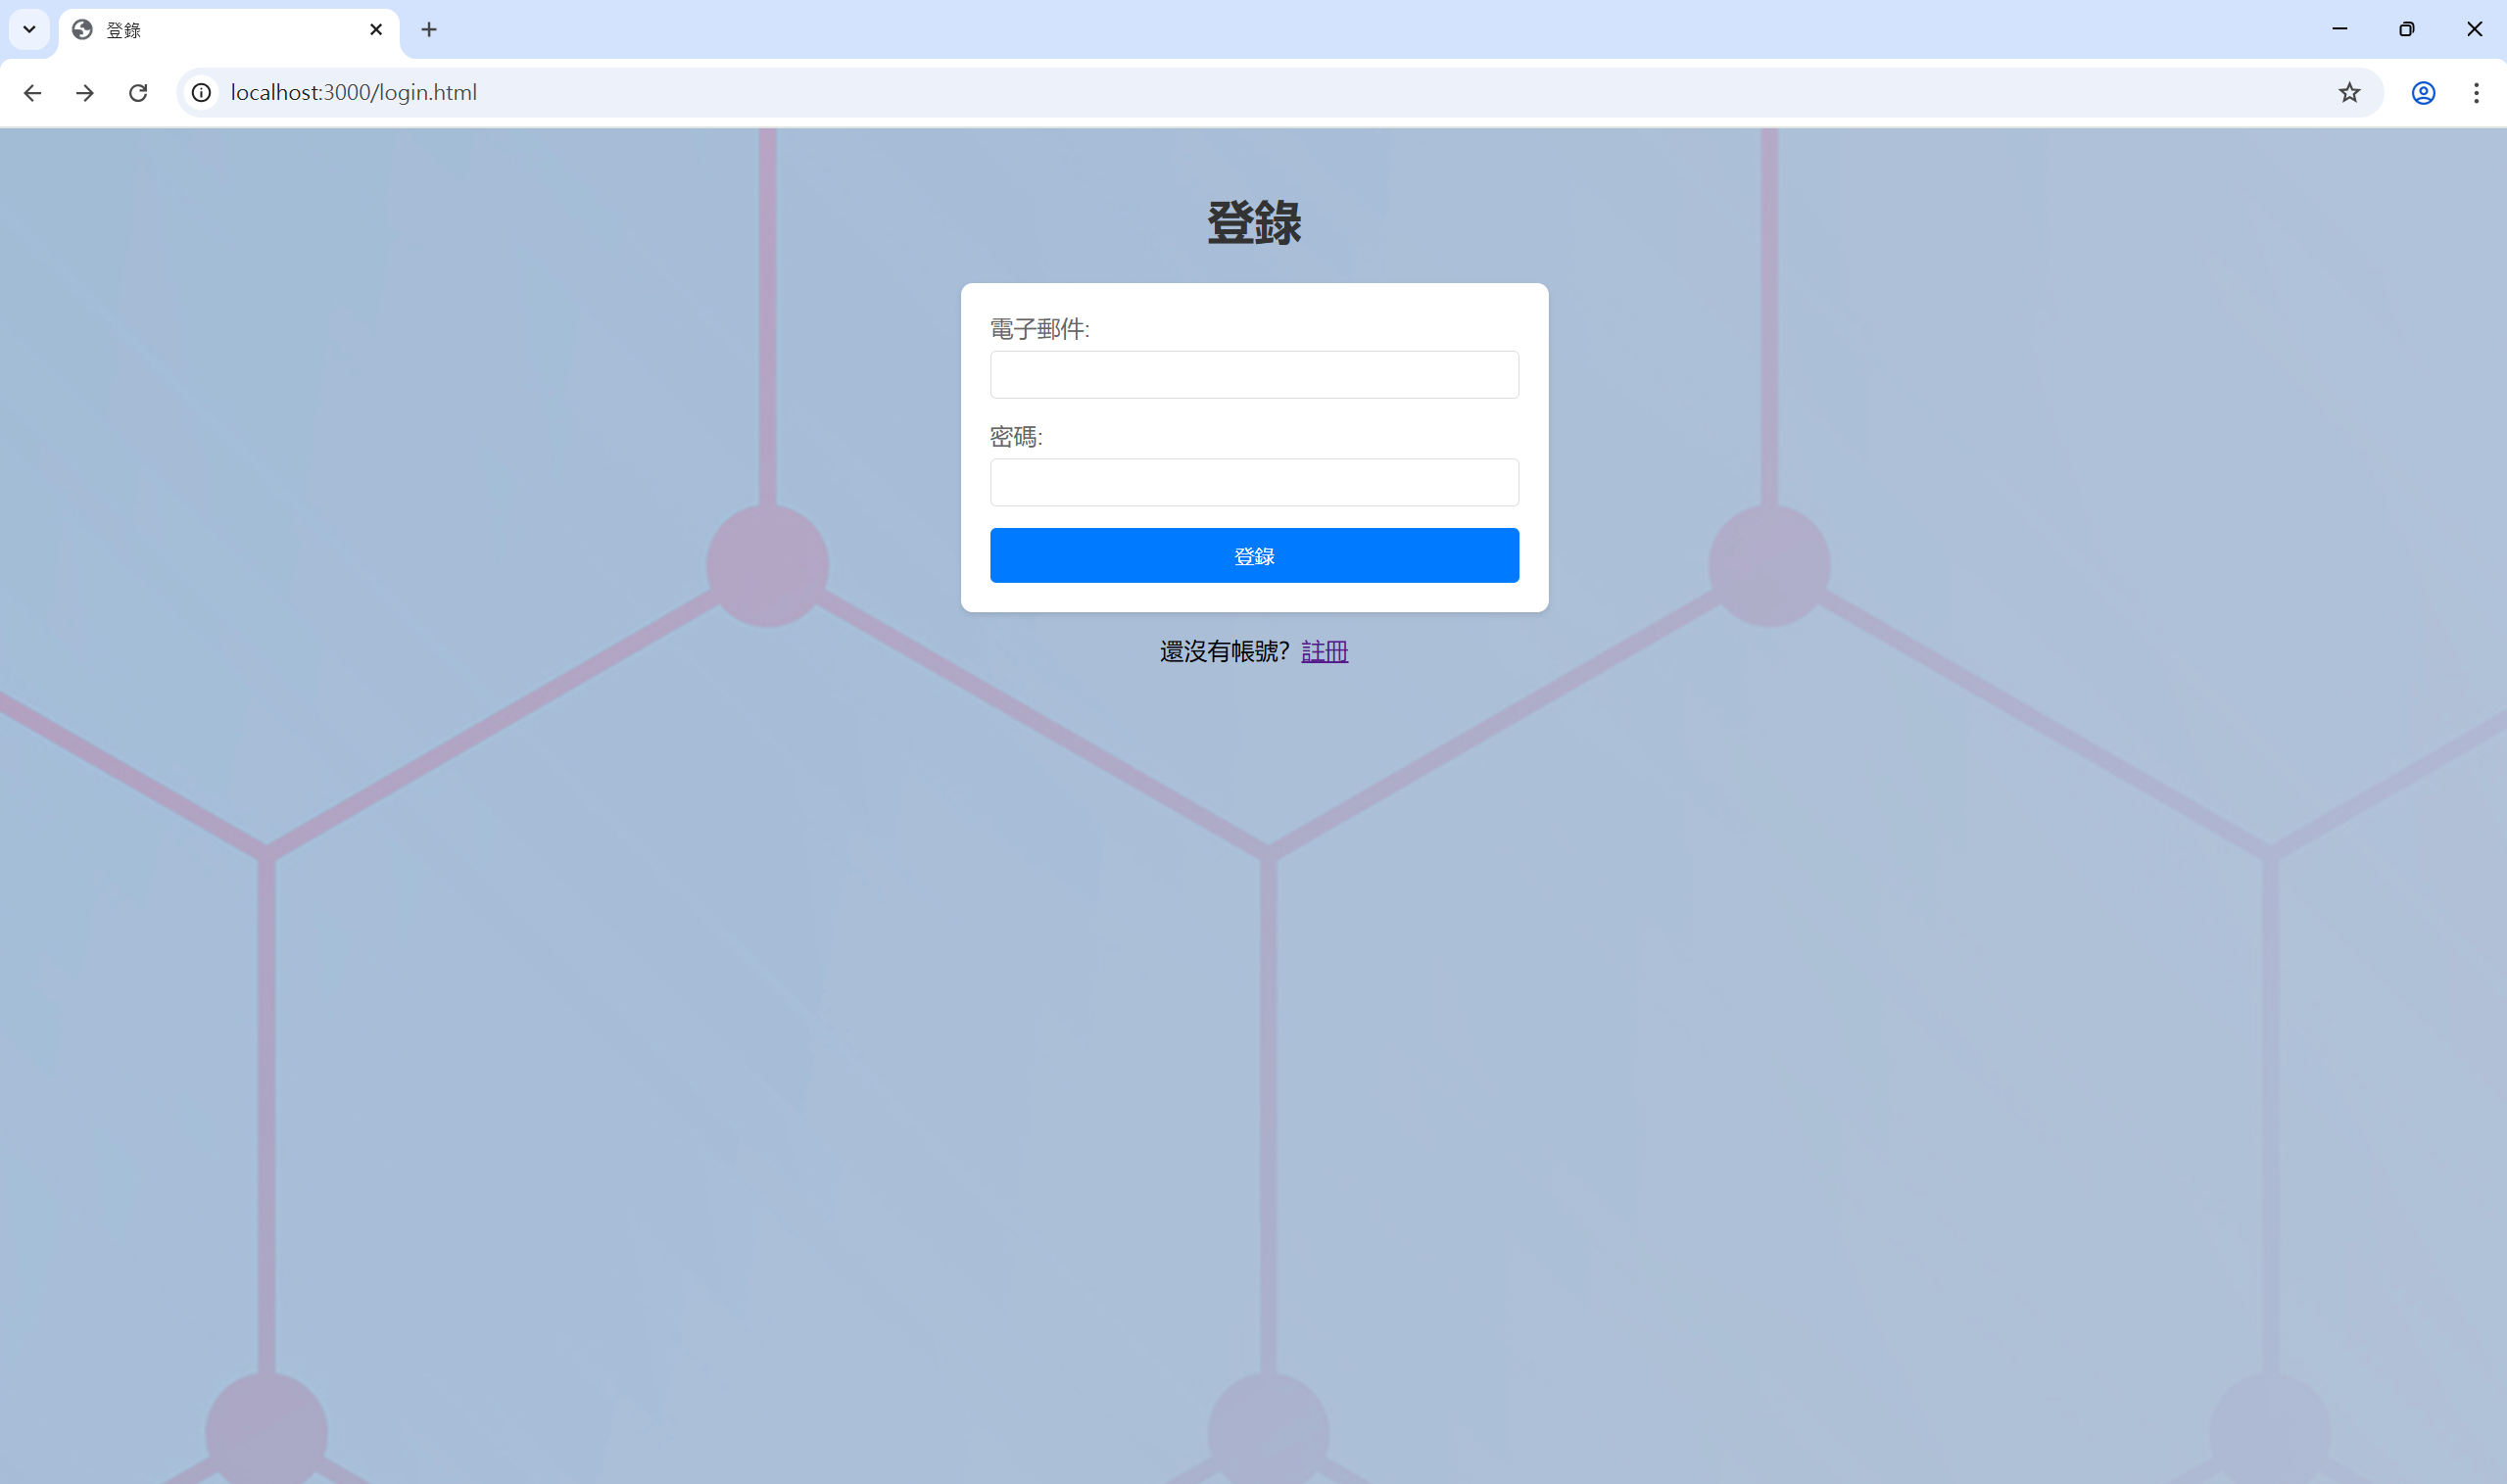 登錄
localhost:3000/login.html
登錄
電子郵件:
密碼:
登錄
還沒有帳號? 註冊